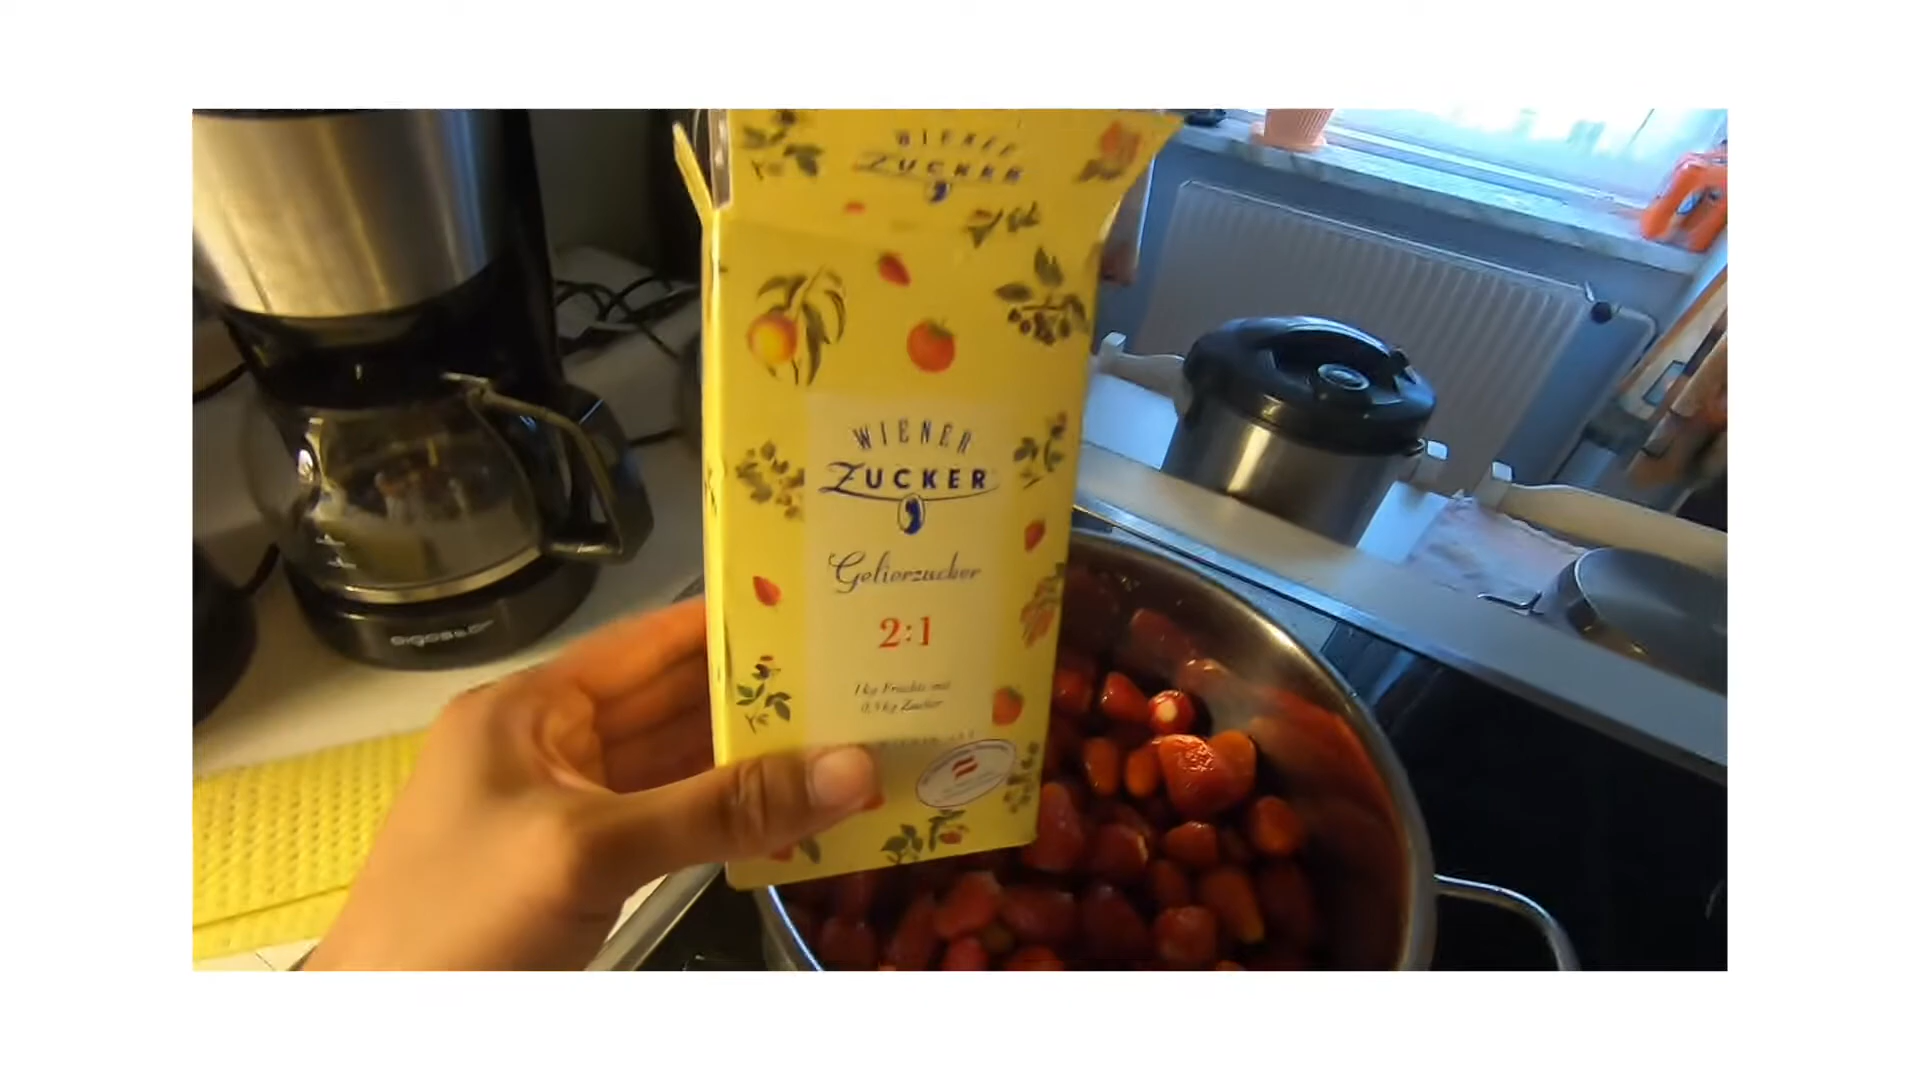 WIENER
ZUCKER
WIENER
ZUCKER
Gelierzucker
2:1
1kg Früchte mit
0,5kg Zucker